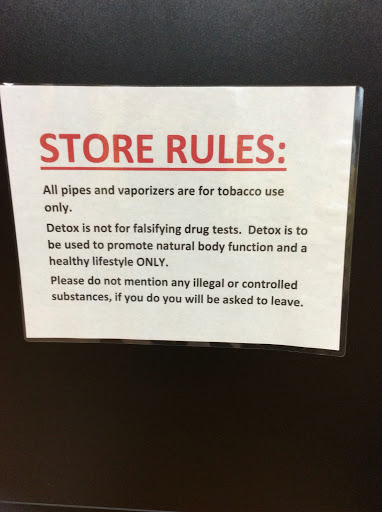 STORE RULES:
All pipes and vaporizers are for tobacco use
only.
Detox is not for falsifying drug tests. Detox is to
be used to promote natural body function and a
healthy lifestyle ONLY.
Please do not mention any illegal or controlled
substances, if you do you will be asked to leave.